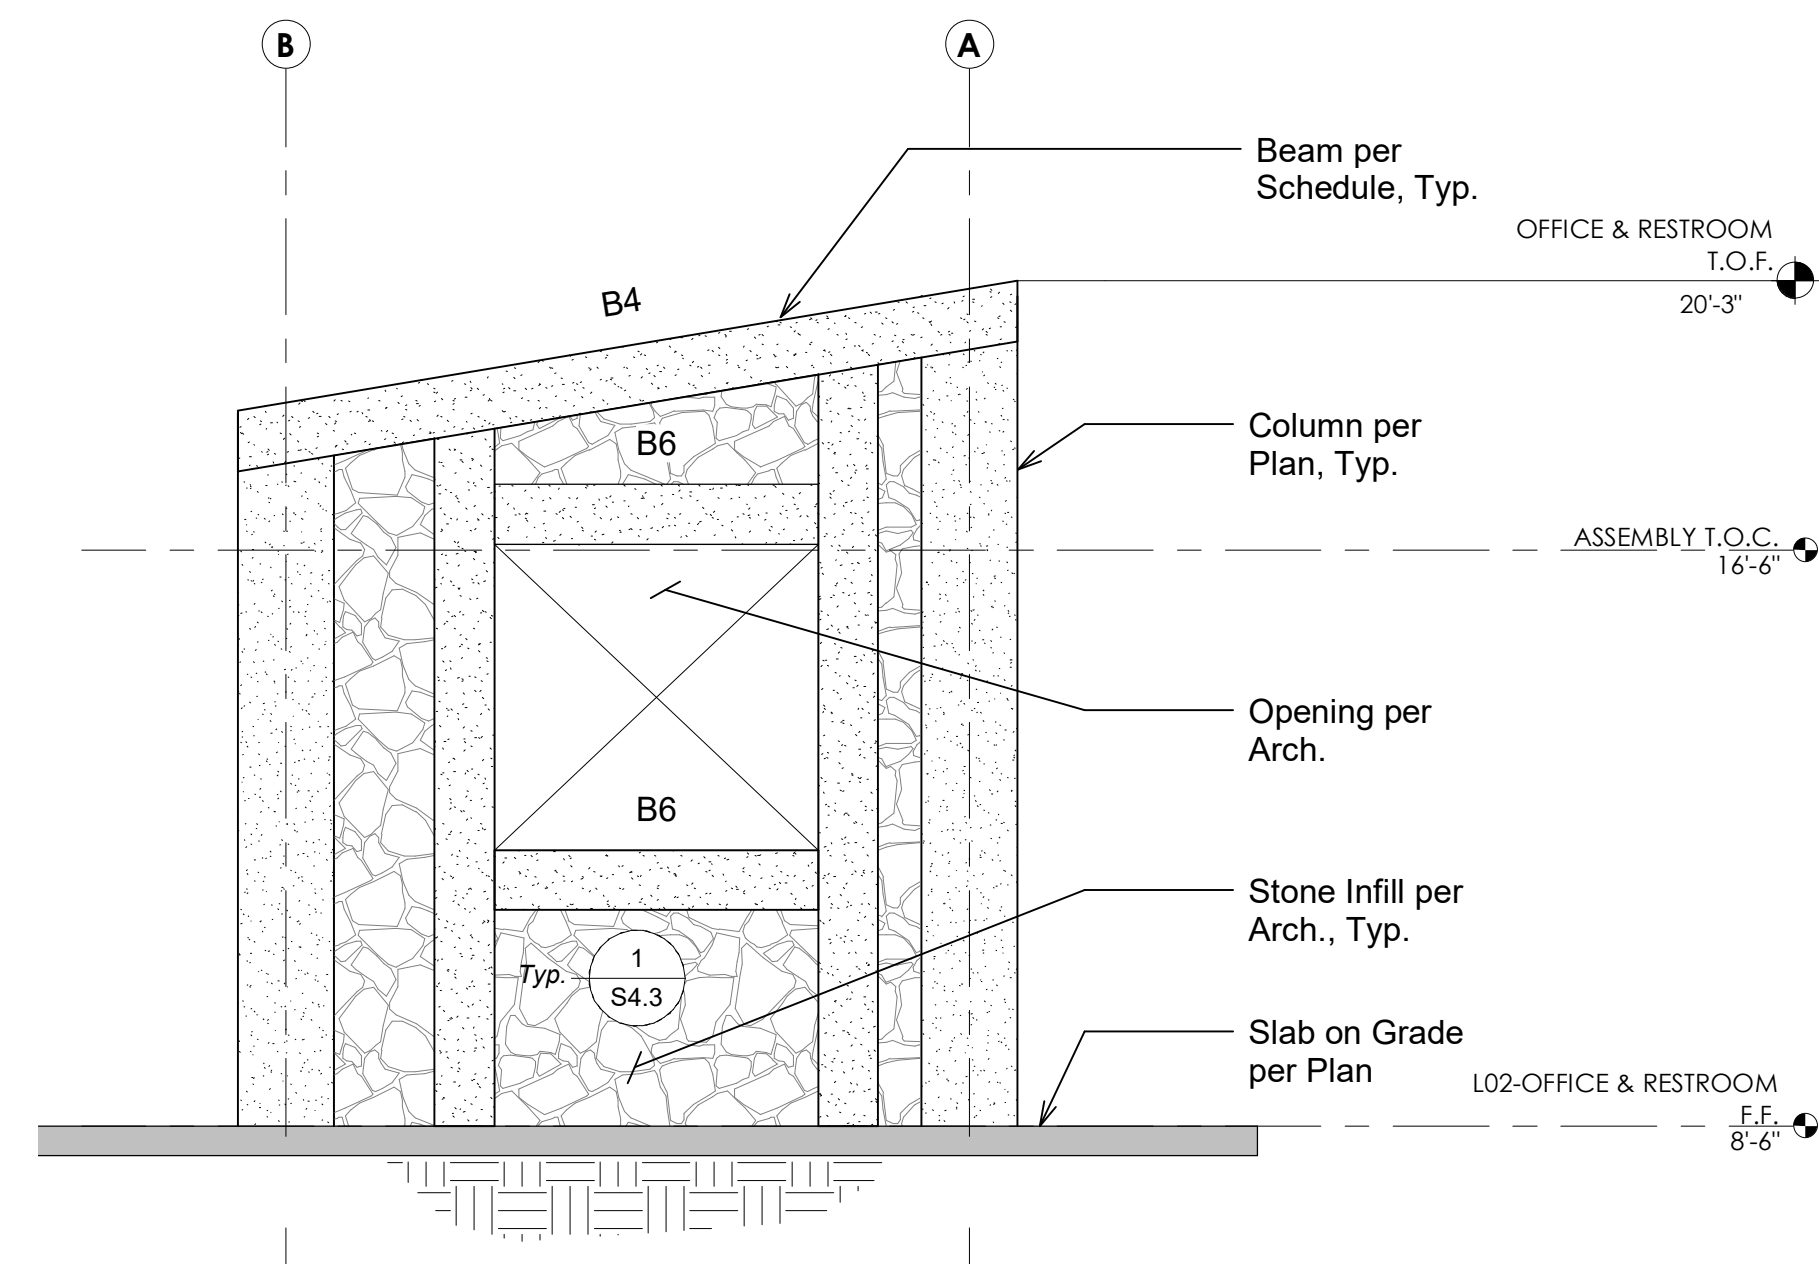 B
A
Beam per
Schedule, Typ.
OFFICE & RESTROOM
T.O.F.
20'-3"
B4
Column per
Plan, Typ.
B6
ASSEMBLY T.O.C.
16'-6"
Opening per
Arch.
B6
Stone Infill per
Arch., Typ.
Typ.
1
S4.3
Slab on Grade
per Plan
L02-OFFICE & RESTROOM
F.F.
8'-6"